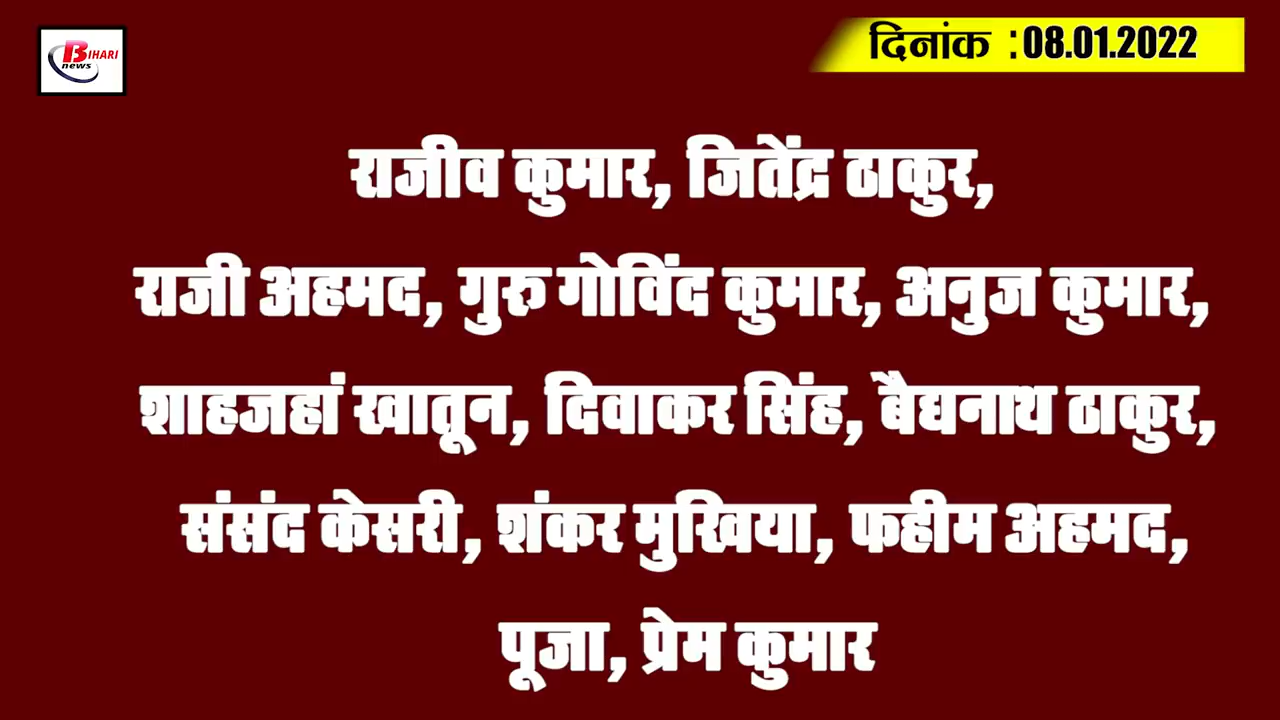 BIHARI
news
दिनांक :08.01.2022
राजीव कुमार, जितेंद्र ठाकुर,
राजी अहमद, गुरु गोविंद कुमार, अनुज कुमार,
शाहजहां खातून, दिवाकर सिंह, बैद्यनाथ ठाकुर,
संसंद केसरी, शंकर मुखिया, फहीम अहमद,
पूजा, प्रेम कुमार